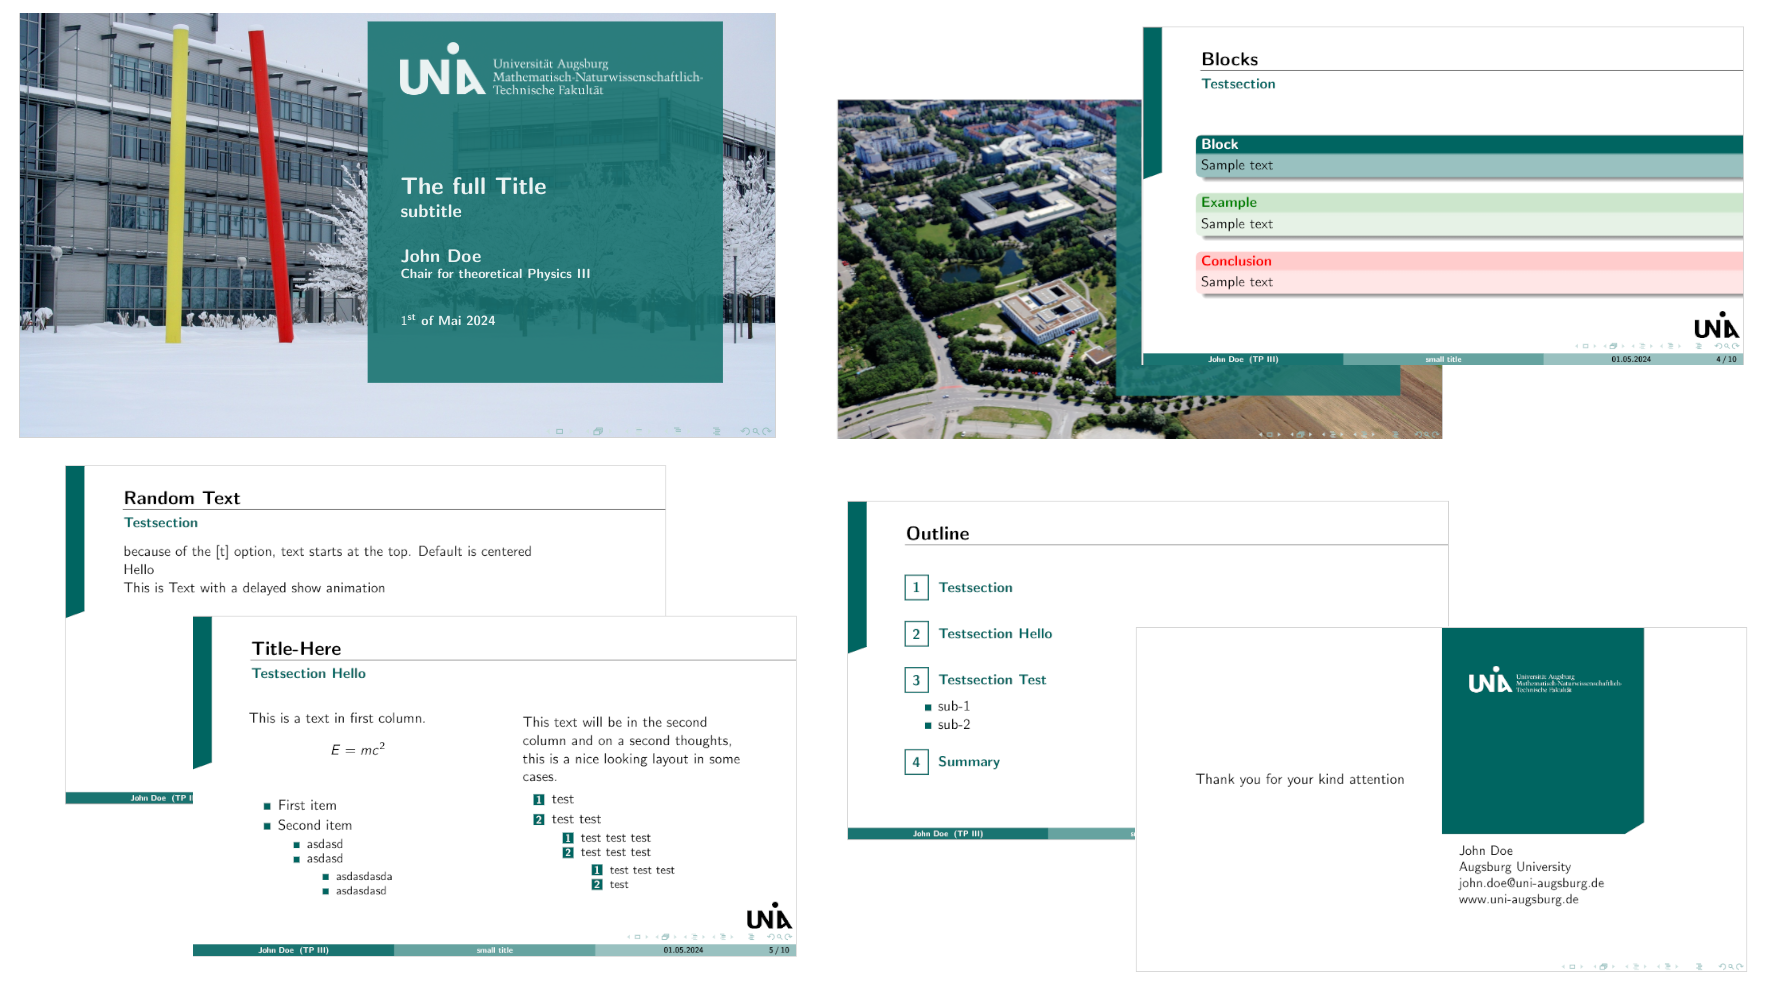 UNIA
Universität Augsburg
Mathematisch-Naturwissenschaftlich-
Technische Fakultät
The full Title
subtitle
John Doe
Chair for theoretical Physics III
1st of Mai 2024
Blocks
Testsection
Block
Sample text
Example
Sample text
Conclusion
Sample text
UNIA
John Doe (TP III) small title 01.05.2024 4 / 10
Random Text
Testsection
because of the [t] option, text starts at the top. Default is centered
Hello
This is Text with a delayed show animation
John Doe (TP
Title-Here
Testsection Hello
This is a text in first column.
E = mc²
First item
Second item
asdasd
asdasd
asdasdasda
asdasdasd
This text will be in the second
column and on a second thoughts,
this is a nice looking layout in some
cases.
1 test
2 test test
1 test test test
2 test test test
1 test test test
2 test
UNIA
John Doe (TP III) small title 01.05.2024 5 / 10
Outline
1 Testsection
2 Testsection Hello
3 Testsection Test
sub-1
sub-2
4 Summary
John Doe (TP III)
Thank you for your kind attention
UNIA
Universität Augsburg
Mathematisch-Naturwissenschaftlich-
Technische Fakultät
John Doe
Augsburg University
john.doe@uni-augsburg.de
www.uni-augsburg.de